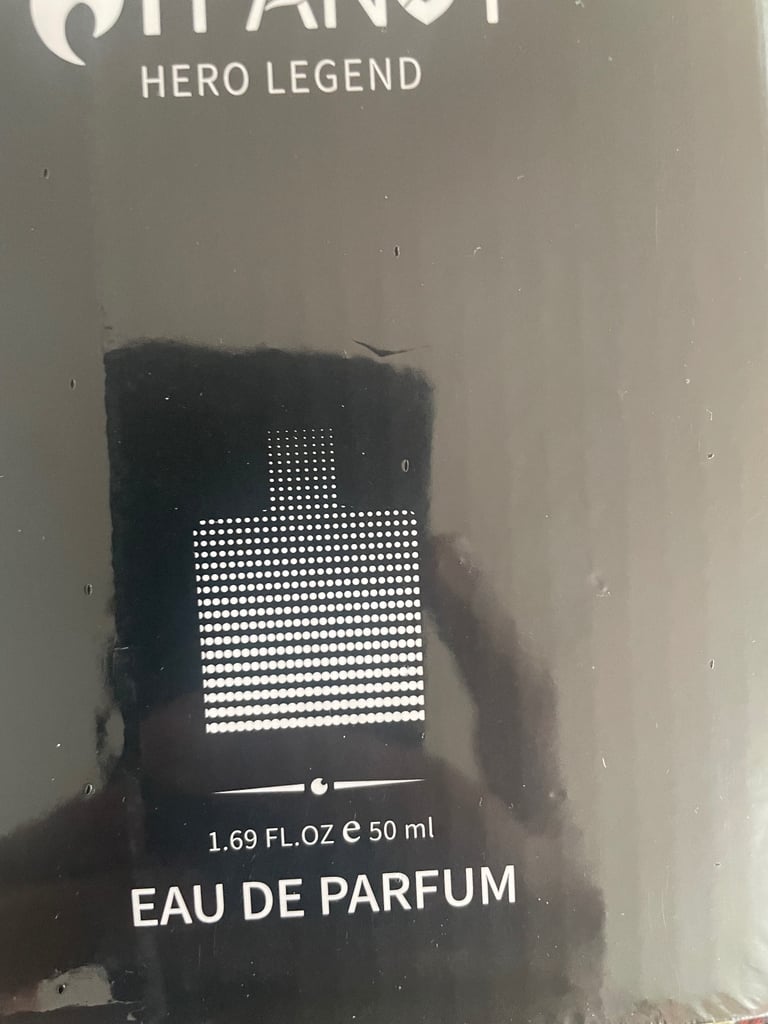 HERO LEGEND
1.69 FL.OZ e 50 ml
EAU DE PARFUM